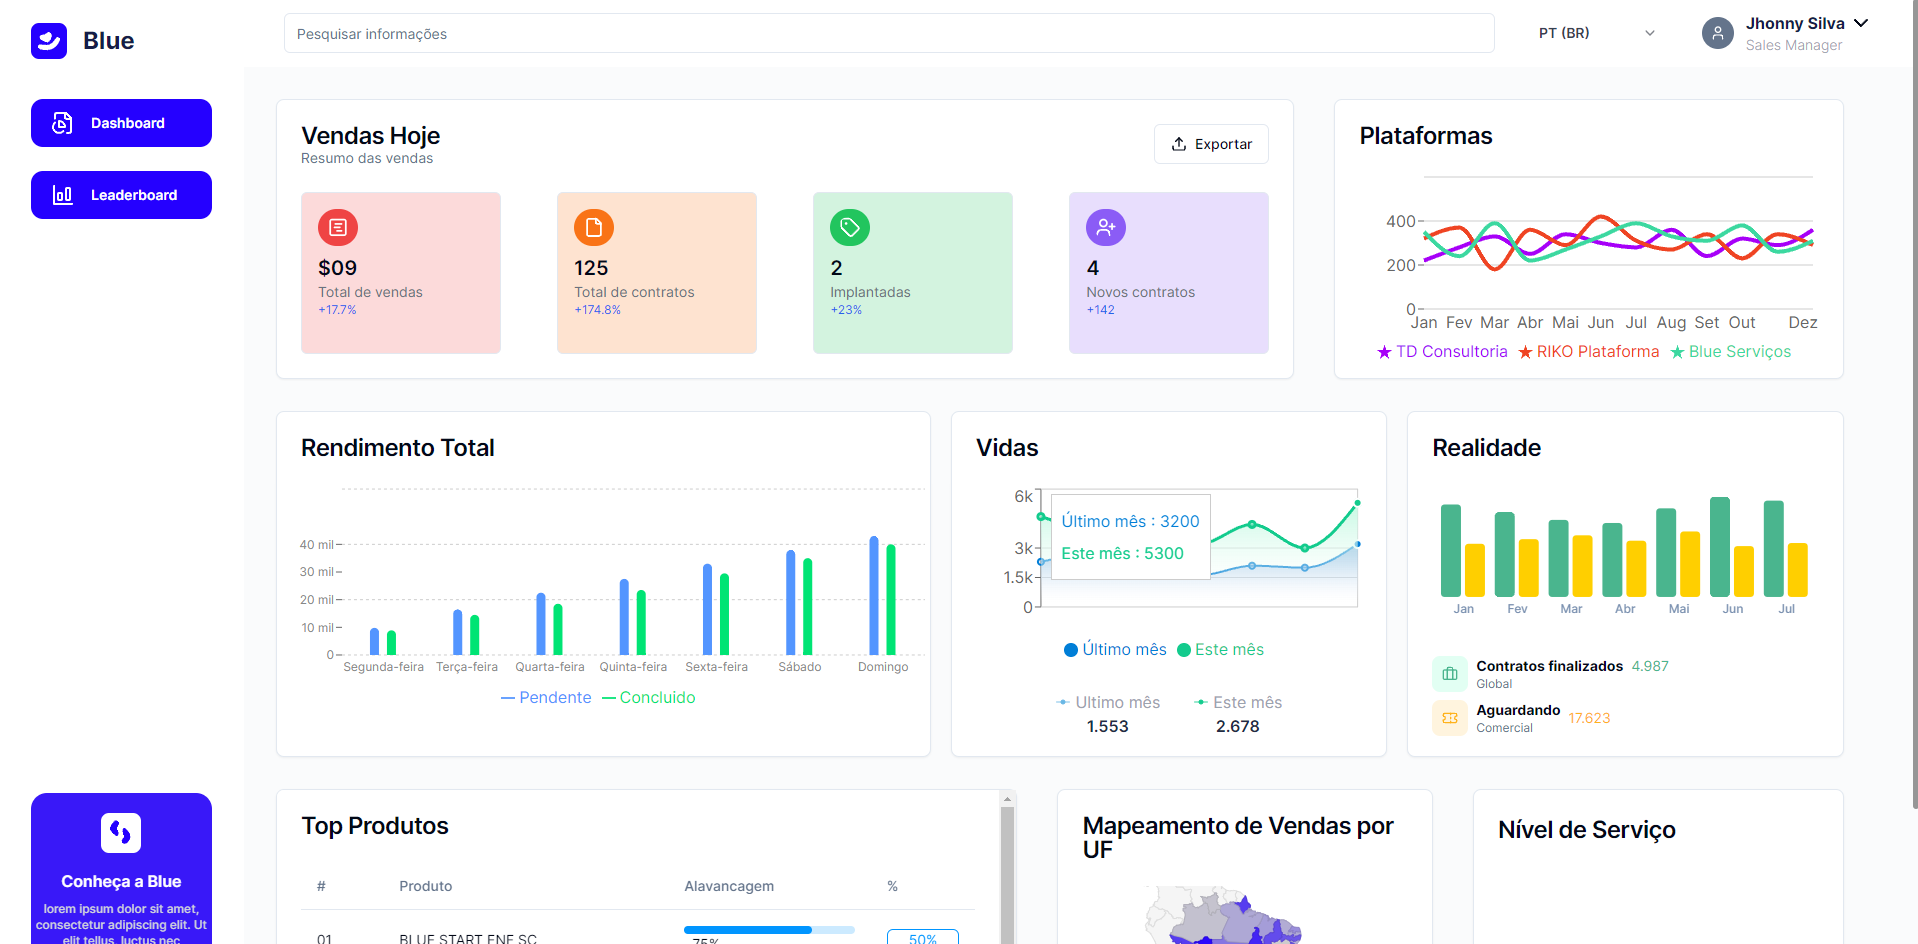 Blue
Pesquisar informações
PT (BR)
Jhonny Silva
Sales Manager
Dashboard
Leaderboard
Vendas Hoje
Resumo das vendas
Exportar
$09
Total de vendas
+17.7%
125
Total de contratos
+174.8%
2
Implantadas
+23%
4
Novos contratos
+142
Plataformas
400
200
0
Jan Fev Mar Abr Mai Jun Jul Aug Set Out Dez
TD Consultoria RIKO Plataforma Blue Serviços
Rendimento Total
40 mil
30 mil
20 mil
10 mil
0
Segunda-feira Terça-feira Quarta-feira Quinta-feira Sexta-feira Sábado Domingo
Pendente Concluido
Vidas
6k
3k
1.5k
0
Último mês : 3200
Este mês : 5300
Último mês Este mês
Ultimo mês Este mês
1.553 2.678
Realidade
Jan Fev Mar Abr Mai Jun Jul
Contratos finalizados 4.987
Global
Aguardando 17.623
Comercial
Conheça a Blue
lorem ipsum dolor sit amet,
consectetur adipiscing elit. Ut
elit tellus, luctus nec
Top Produtos
# Produto Alavancagem %
01 BLUE START ENE SC 75% 50%
Mapeamento de Vendas por
UF
Nível de Serviço